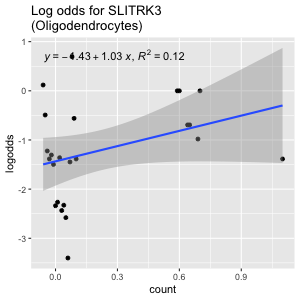 Log odds for SLITRK3
(Oligodendrocytes)
y = − .43 + 1.03 x, R² = 0.12
1
0
-1
-2
-3
logodds
0.0 0.3 0.6 0.9
count